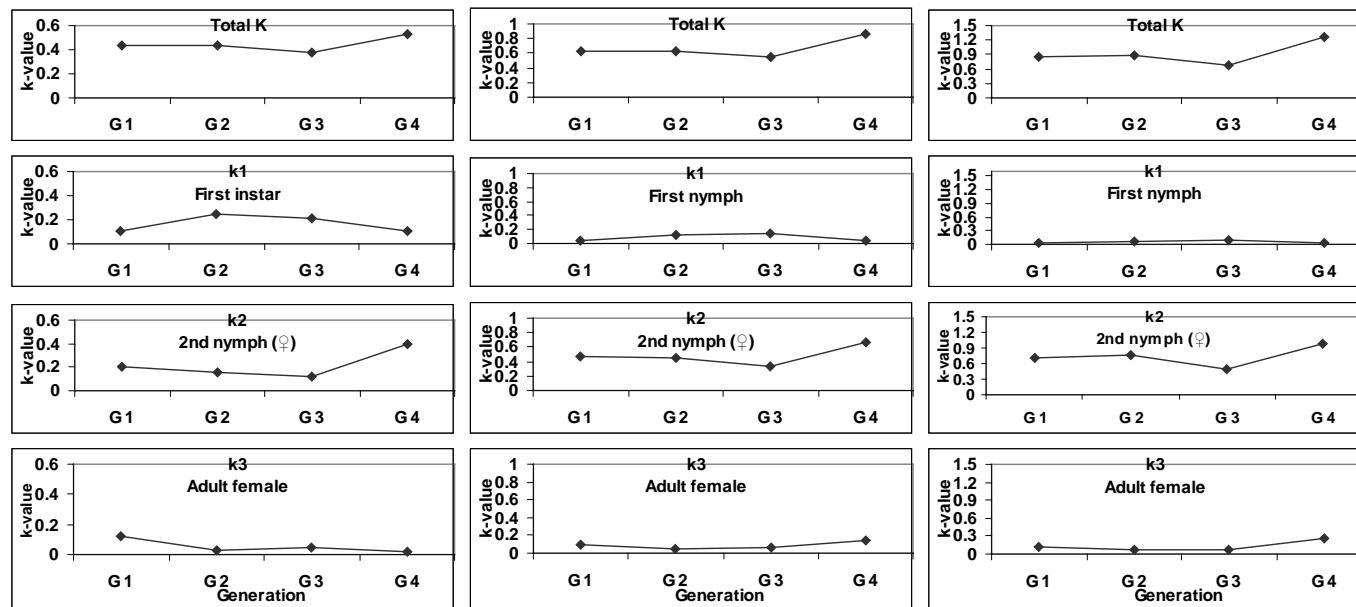 Total K
k-value
0.6
0.4
0.2
0
G1 G2 G3 G4
k1
First instar
k-value
0.6
0.4
0.2
0
G1 G2 G3 G4
k2
2nd nymph (♀)
k-value
0.6
0.4
0.2
0
G1 G2 G3 G4
k3
Adult female
k-value
0.6
0.4
0.2
0
G1 G2 G3 G4
Generation
Total K
k-value
1
0.8
0.6
0.4
0.2
0
G1 G2 G3 G4
k1
First nymph
k-value
1
0.8
0.6
0.4
0.2
0
G1 G2 G3 G4
k2
2nd nymph (♀)
k-value
1
0.8
0.6
0.4
0.2
0
G1 G2 G3 G4
k3
Adult female
k-value
1
0.8
0.6
0.4
0.2
0
G1 G2 G3 G4
Generation
Total K
k-value
1.5
1.2
0.9
0.6
0.3
0
G1 G2 G3 G4
k1
First nymph
k-value
1.5
1.2
0.9
0.6
0.3
0
G1 G2 G3 G4
k2
2nd nymph (♀)
k-value
1.5
1.2
0.9
0.6
0.3
0
G1 G2 G3 G4
k3
Adult female
k-value
1.5
1.2
0.9
0.6
0.3
0
G1 G2 G3 G4
Generation